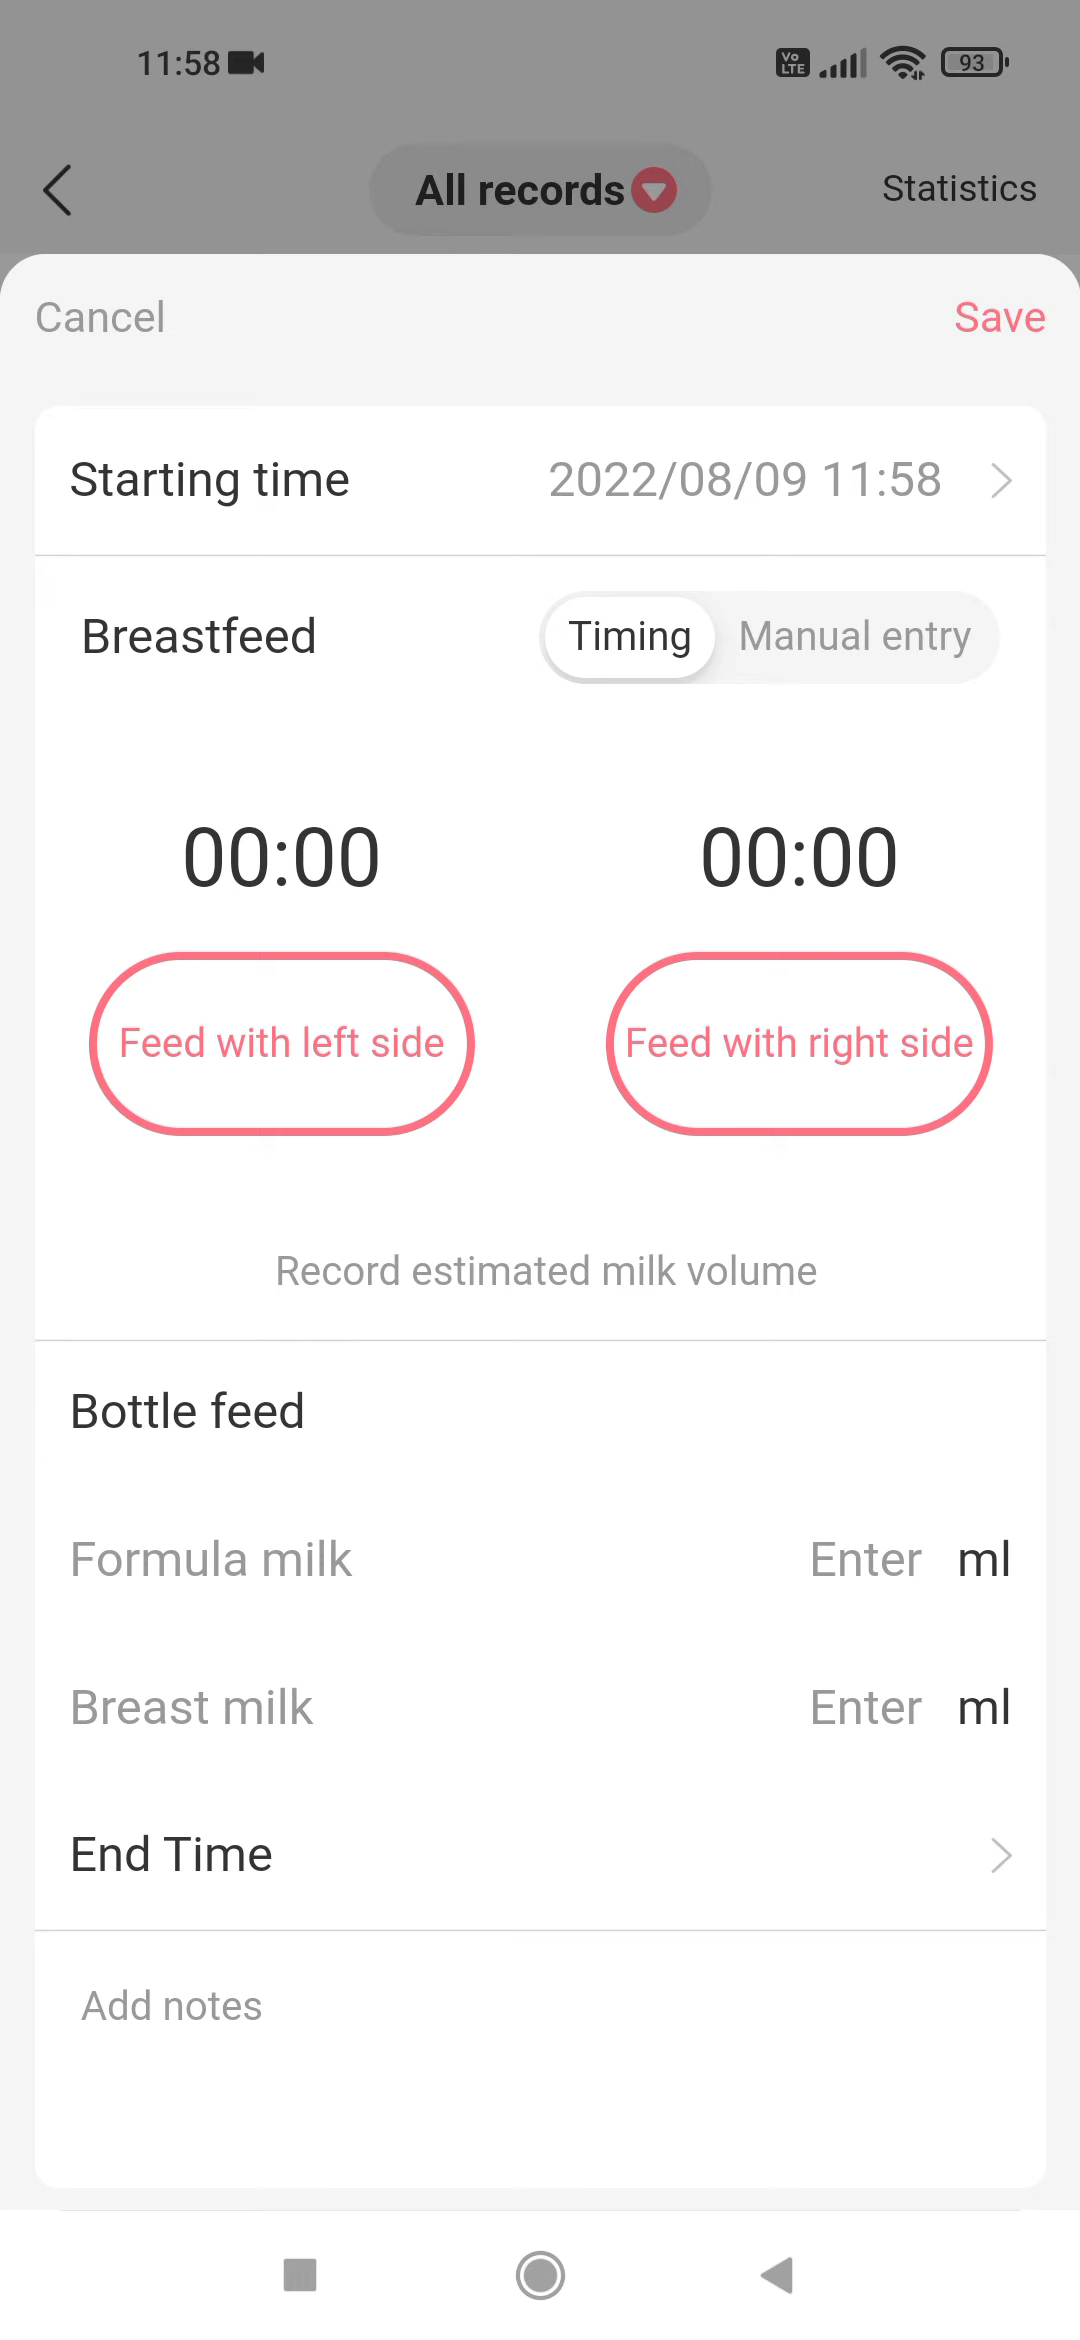 11:58 Vo LTE 93
All records Statistics
Cancel Save
Starting time 2022/08/09 11:58
Breastfeed Timing Manual entry
00:00 00:00
Feed with left side Feed with right side
Record estimated milk volume
Bottle feed
Formula milk Enter ml
Breast milk Enter ml
End Time
Add notes